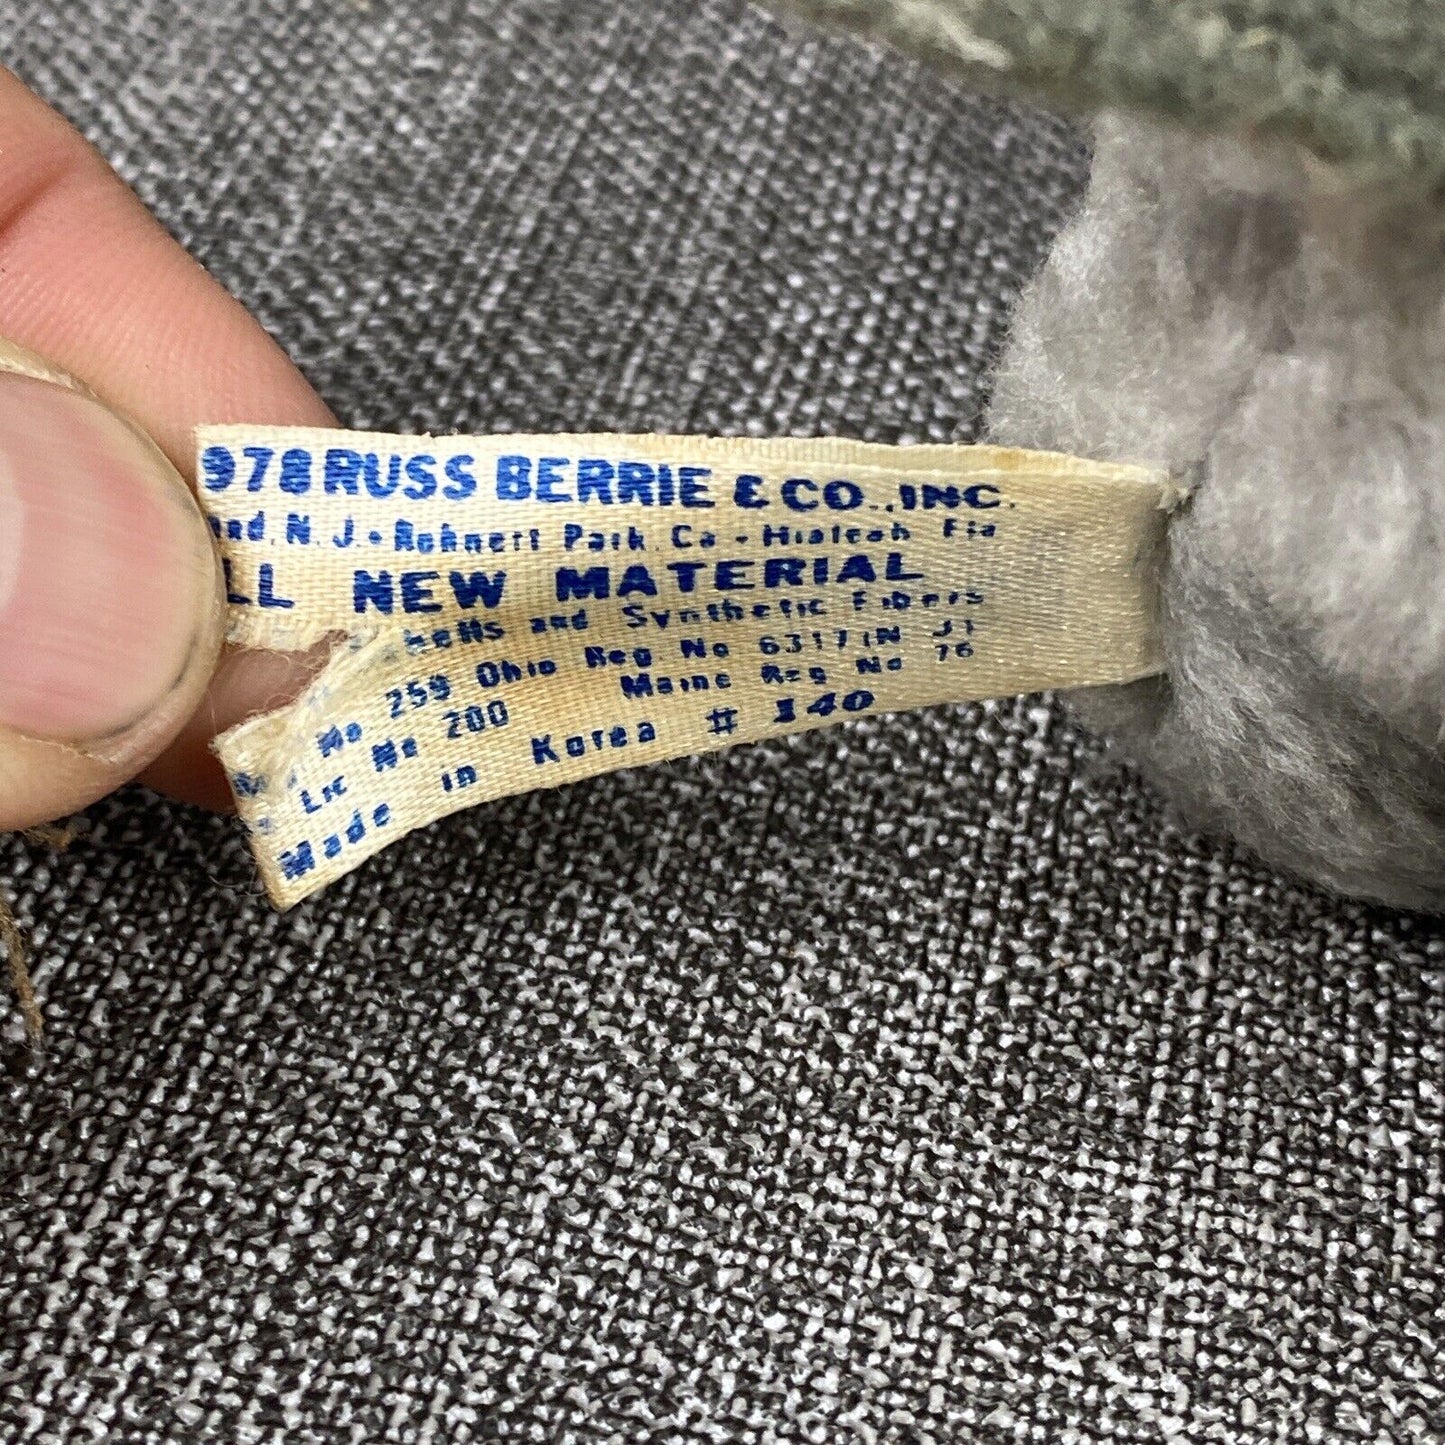 978 RUSS BERRIE & CO., INC.
and, N. J. • Rohnert Park, Ca • Hialeah Fla
LL NEW MATERIAL
and Synthetic Fibers
No 259 Ohio Reg No 6317 (N J)
Lic No 200 Maine Reg No 76
Made in Korea # 140